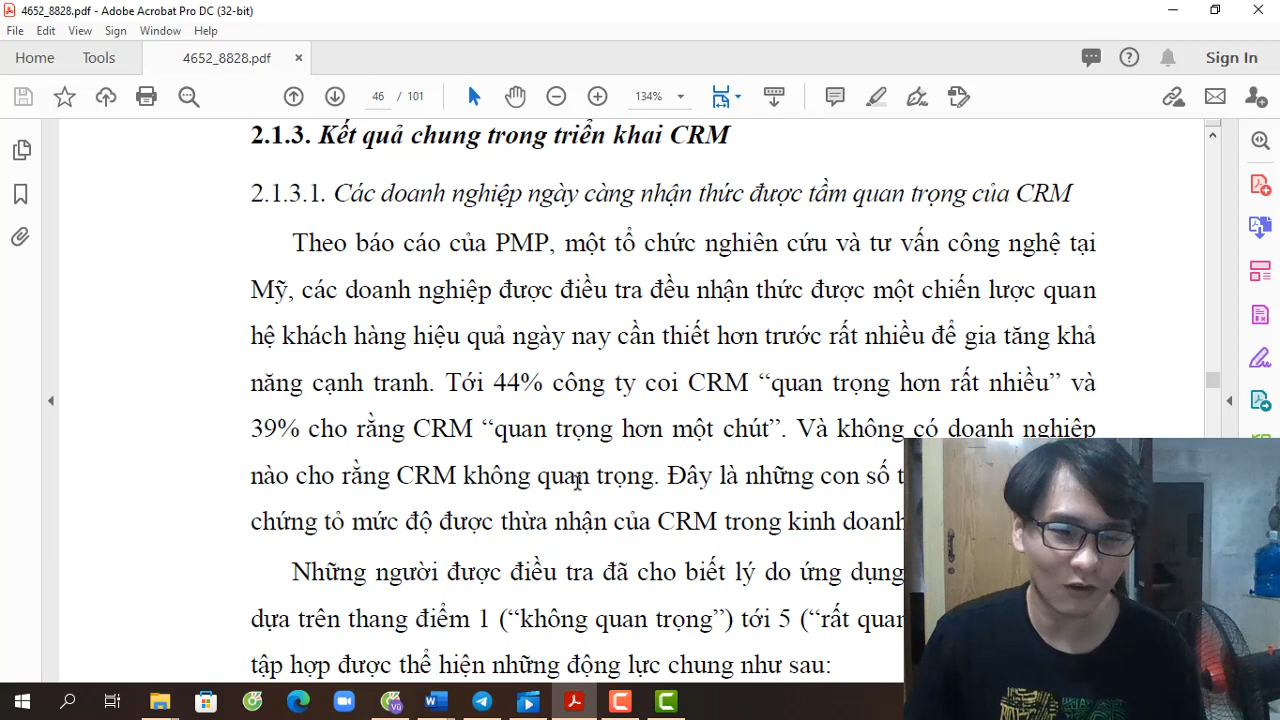 4652_8828.pdf - Adobe Acrobat Pro DC (32-bit)
File Edit View Sign Window Help
Home Tools 4652_8828.pdf Sign In
46 / 101 134%
2.1.3. Kết quả chung trong triển khai CRM
2.1.3.1. Các doanh nghiệp ngày càng nhận thức được tầm quan trọng của CRM
Theo báo cáo của PMP, một tổ chức nghiên cứu và tư vấn công nghệ tại
Mỹ, các doanh nghiệp được điều tra đều nhận thức được một chiến lược quan
hệ khách hàng hiệu quả ngày nay cần thiết hơn trước rất nhiều để gia tăng khả
năng cạnh tranh. Tới 44% công ty coi CRM “quan trọng hơn rất nhiều” và
39% cho rằng CRM “quan trọng hơn một chút”. Và không có doanh nghiệp
nào cho rằng CRM không quan trọng. Đây là những con số
chứng tỏ mức độ được thừa nhận của CRM trong kinh doanh
Những người được điều tra đã cho biết lý do ứng dụng
dựa trên thang điểm 1 (“không quan trọng”) tới 5 (“rất quan
tập hợp được thể hiện những động lực chung như sau: